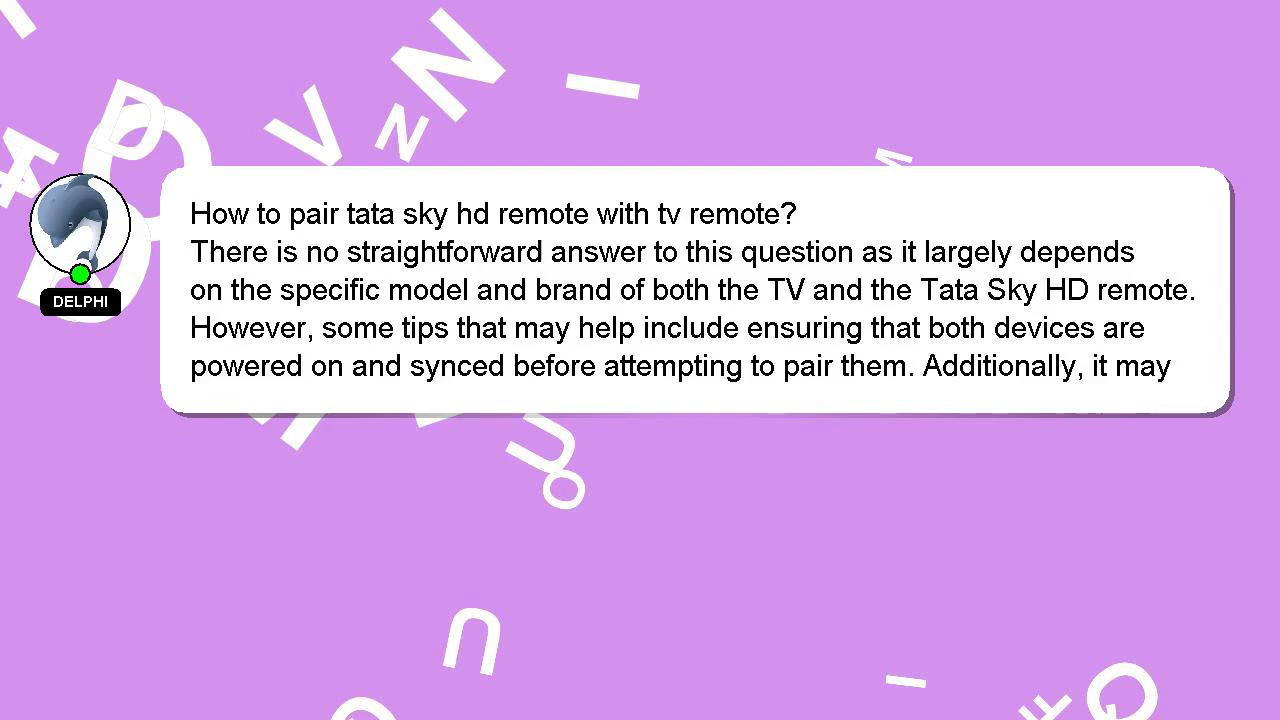 How to pair tata sky hd remote with tv remote?
There is no straightforward answer to this question as it largely depends
on the specific model and brand of both the TV and the Tata Sky HD remote.
However, some tips that may help include ensuring that both devices are
powered on and synced before attempting to pair them. Additionally, it may
DELPHI